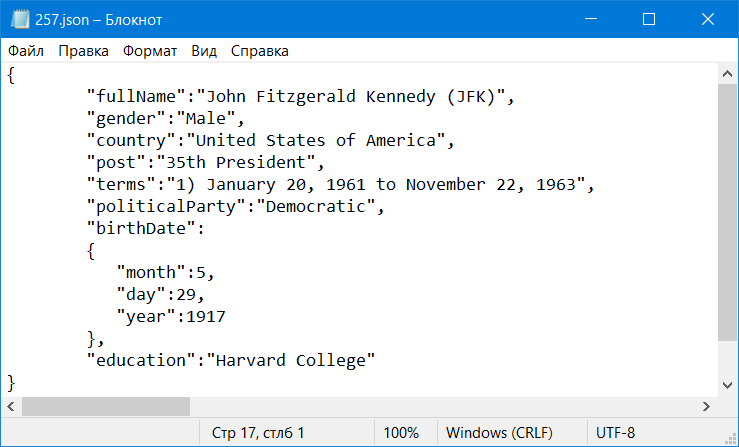 257.json – Блокнот
Файл Правка Формат Вид Справка
{
"fullName":"John Fitzgerald Kennedy (JFK)",
"gender":"Male",
"country":"United States of America",
"post":"35th President",
"terms":"1) January 20, 1961 to November 22, 1963",
"politicalParty":"Democratic",
"birthDate":
{
"month":5,
"day":29,
"year":1917
},
"education":"Harvard College"
}
Стр 17, стлб 1 100% Windows (CRLF) UTF-8